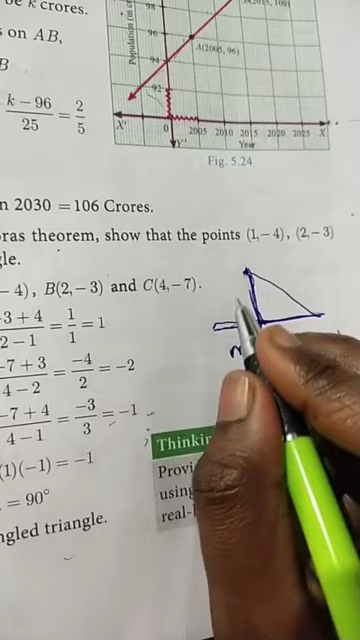 be k crores.
s on AB,
B
k − 96 / 25 = 2 / 5
Population (in c
98
96
94
92
A(2005, 96)
X′ 0 2005 2010 2015 2020 2025 X
Y′ Year
Fig. 5.24
n 2030 = 106 Crores.
oras theorem, show that the points (1,−4), (2,−3)
gle.
−4), B(2,−3) and C(4,−7).
−3 + 4 / 2 − 1 = 1 / 1 = 1
−7 + 3 / 4 − 2 = −4 / 2 = −2
−7 + 4 / 4 − 1 = −3 / 3 = −1
(1)(−1) = −1
= 90°
ngled triangle.
Thinkin
Provi
using
real-l